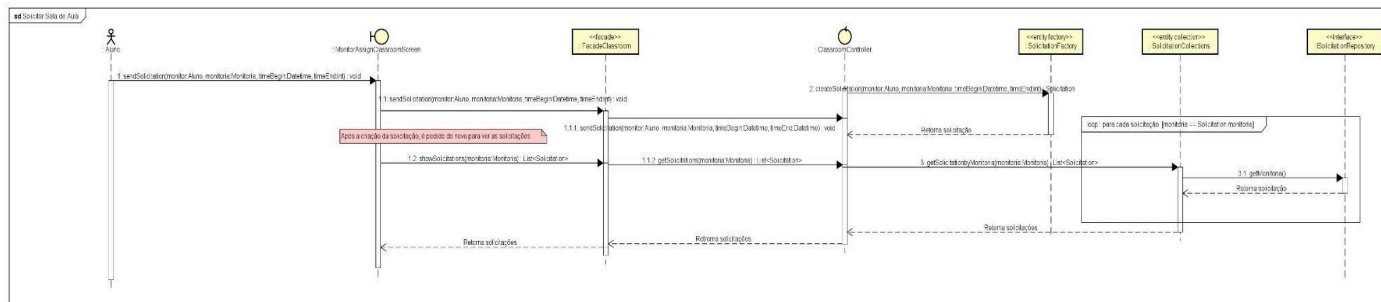 sd Solicitar Sala de Aula
: Aluno
: MonitorAssignClassroomScreen
<<facade>>
: FacadeClassroom
: ClassroomController
<<entity factory>>
: SolicitationFactory
<<entity collection>>
SolicitationCollections
<<interface>>
ISolicitationRepository
1: sendSolicitation(monitor:Aluno, monitoria:Monitoria, timeBegin:Datetime, timeEnd:int) : void
2: createSolicitation(monitor:Aluno, monitoria:Monitoria, timeBegin:Datetime, timeEnd:int) : Solicitation
1.1: sendSolicitation(monitor:Aluno, monitoria:Monitoria, timeBegin:Datetime, timeEnd:int) : void
1.1.1: sendSolicitation(monitor:Aluno, monitoria:Monitoria, timeBegin:Datetime, timeEnd:Datetime) : void
Retorna solicitação
loop : para cada solicitação [monitoria == Solicitation.monitoria]
Após a criação da solicitação, é pedido de novo para ver as solicitações
1.2: showSolicitations(monitoria:Monitoria) : List<Solicitation>
1.1.2: getSolicitations(monitoria:Monitoria) : List<Solicitation>
3: getSolicitationbyMonitoria(monitoria:Monitoria) : List<Solicitation>
3.1: getMonitoria()
Retorna solicitação
Retorna solicitações
Retorna solicitações
Retorna solicitações